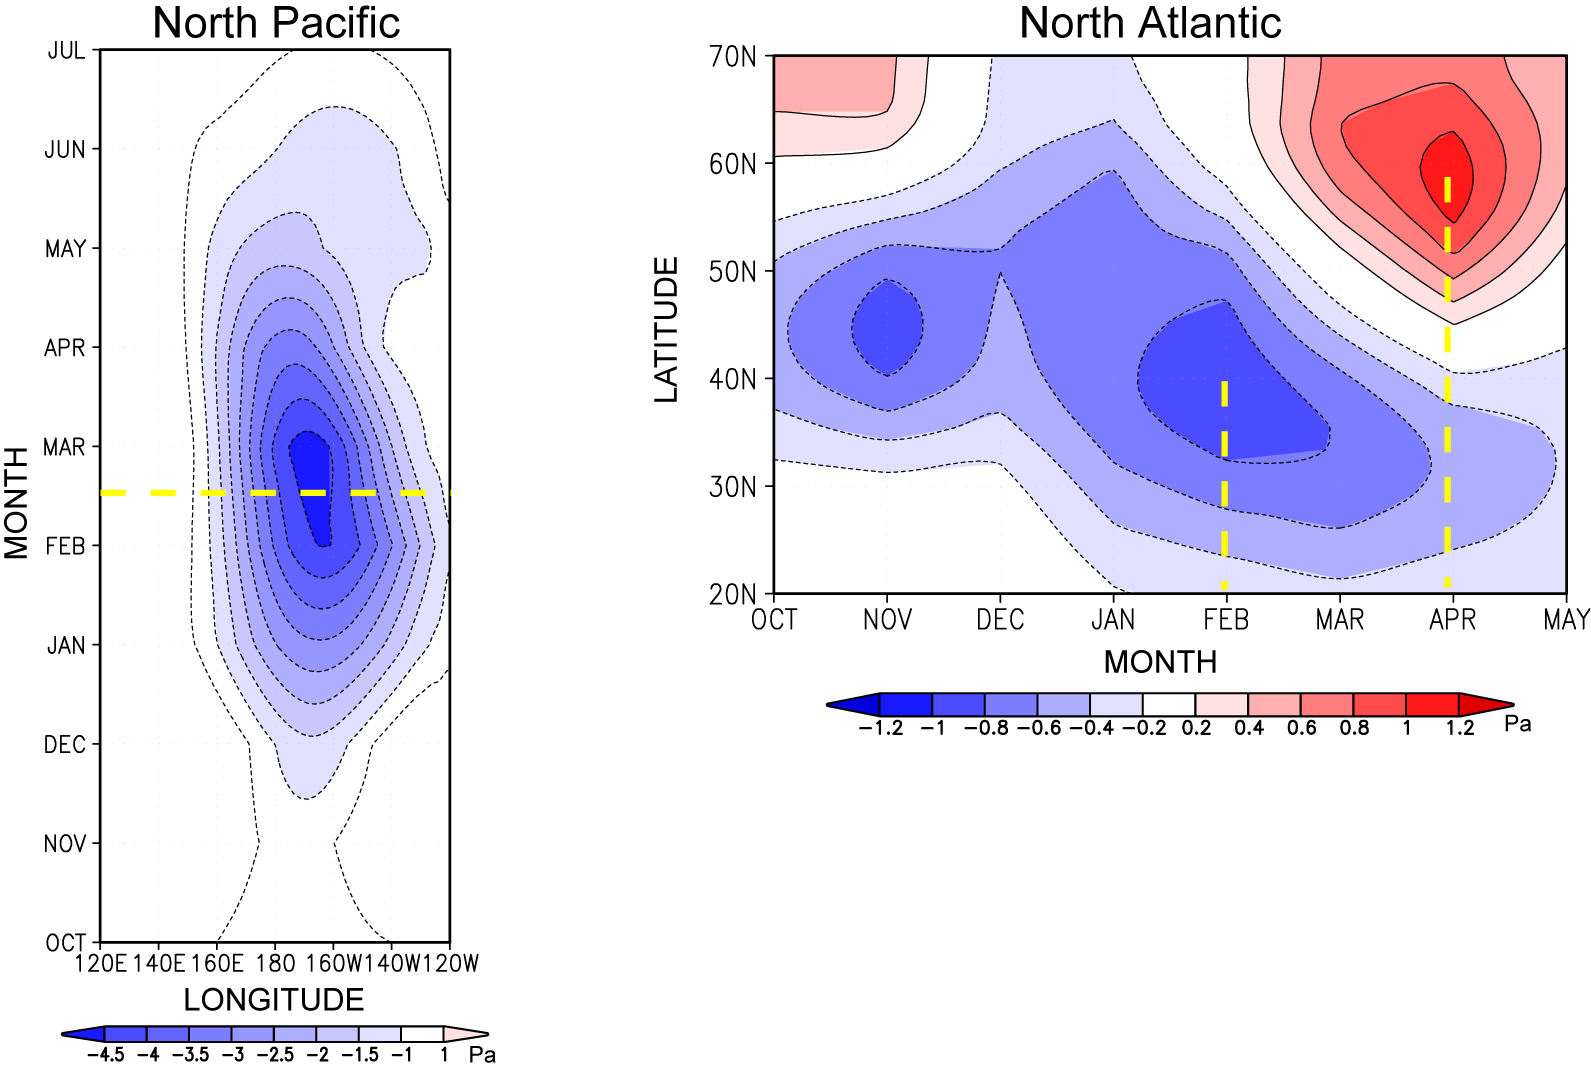 North Pacific
JUL
JUN
MAY
APR
MAR
FEB
JAN
DEC
NOV
OCT
MONTH
120E 140E 160E 180 160W 140W 120W
LONGITUDE
−4.5 −4 −3.5 −3 −2.5 −2 −1.5 −1 1 Pa
North Atlantic
70N
60N
50N
40N
30N
20N
LATITUDE
OCT NOV DEC JAN FEB MAR APR MAY
MONTH
−1.2 −1 −0.8 −0.6 −0.4 −0.2 0.2 0.4 0.6 0.8 1 1.2 Pa